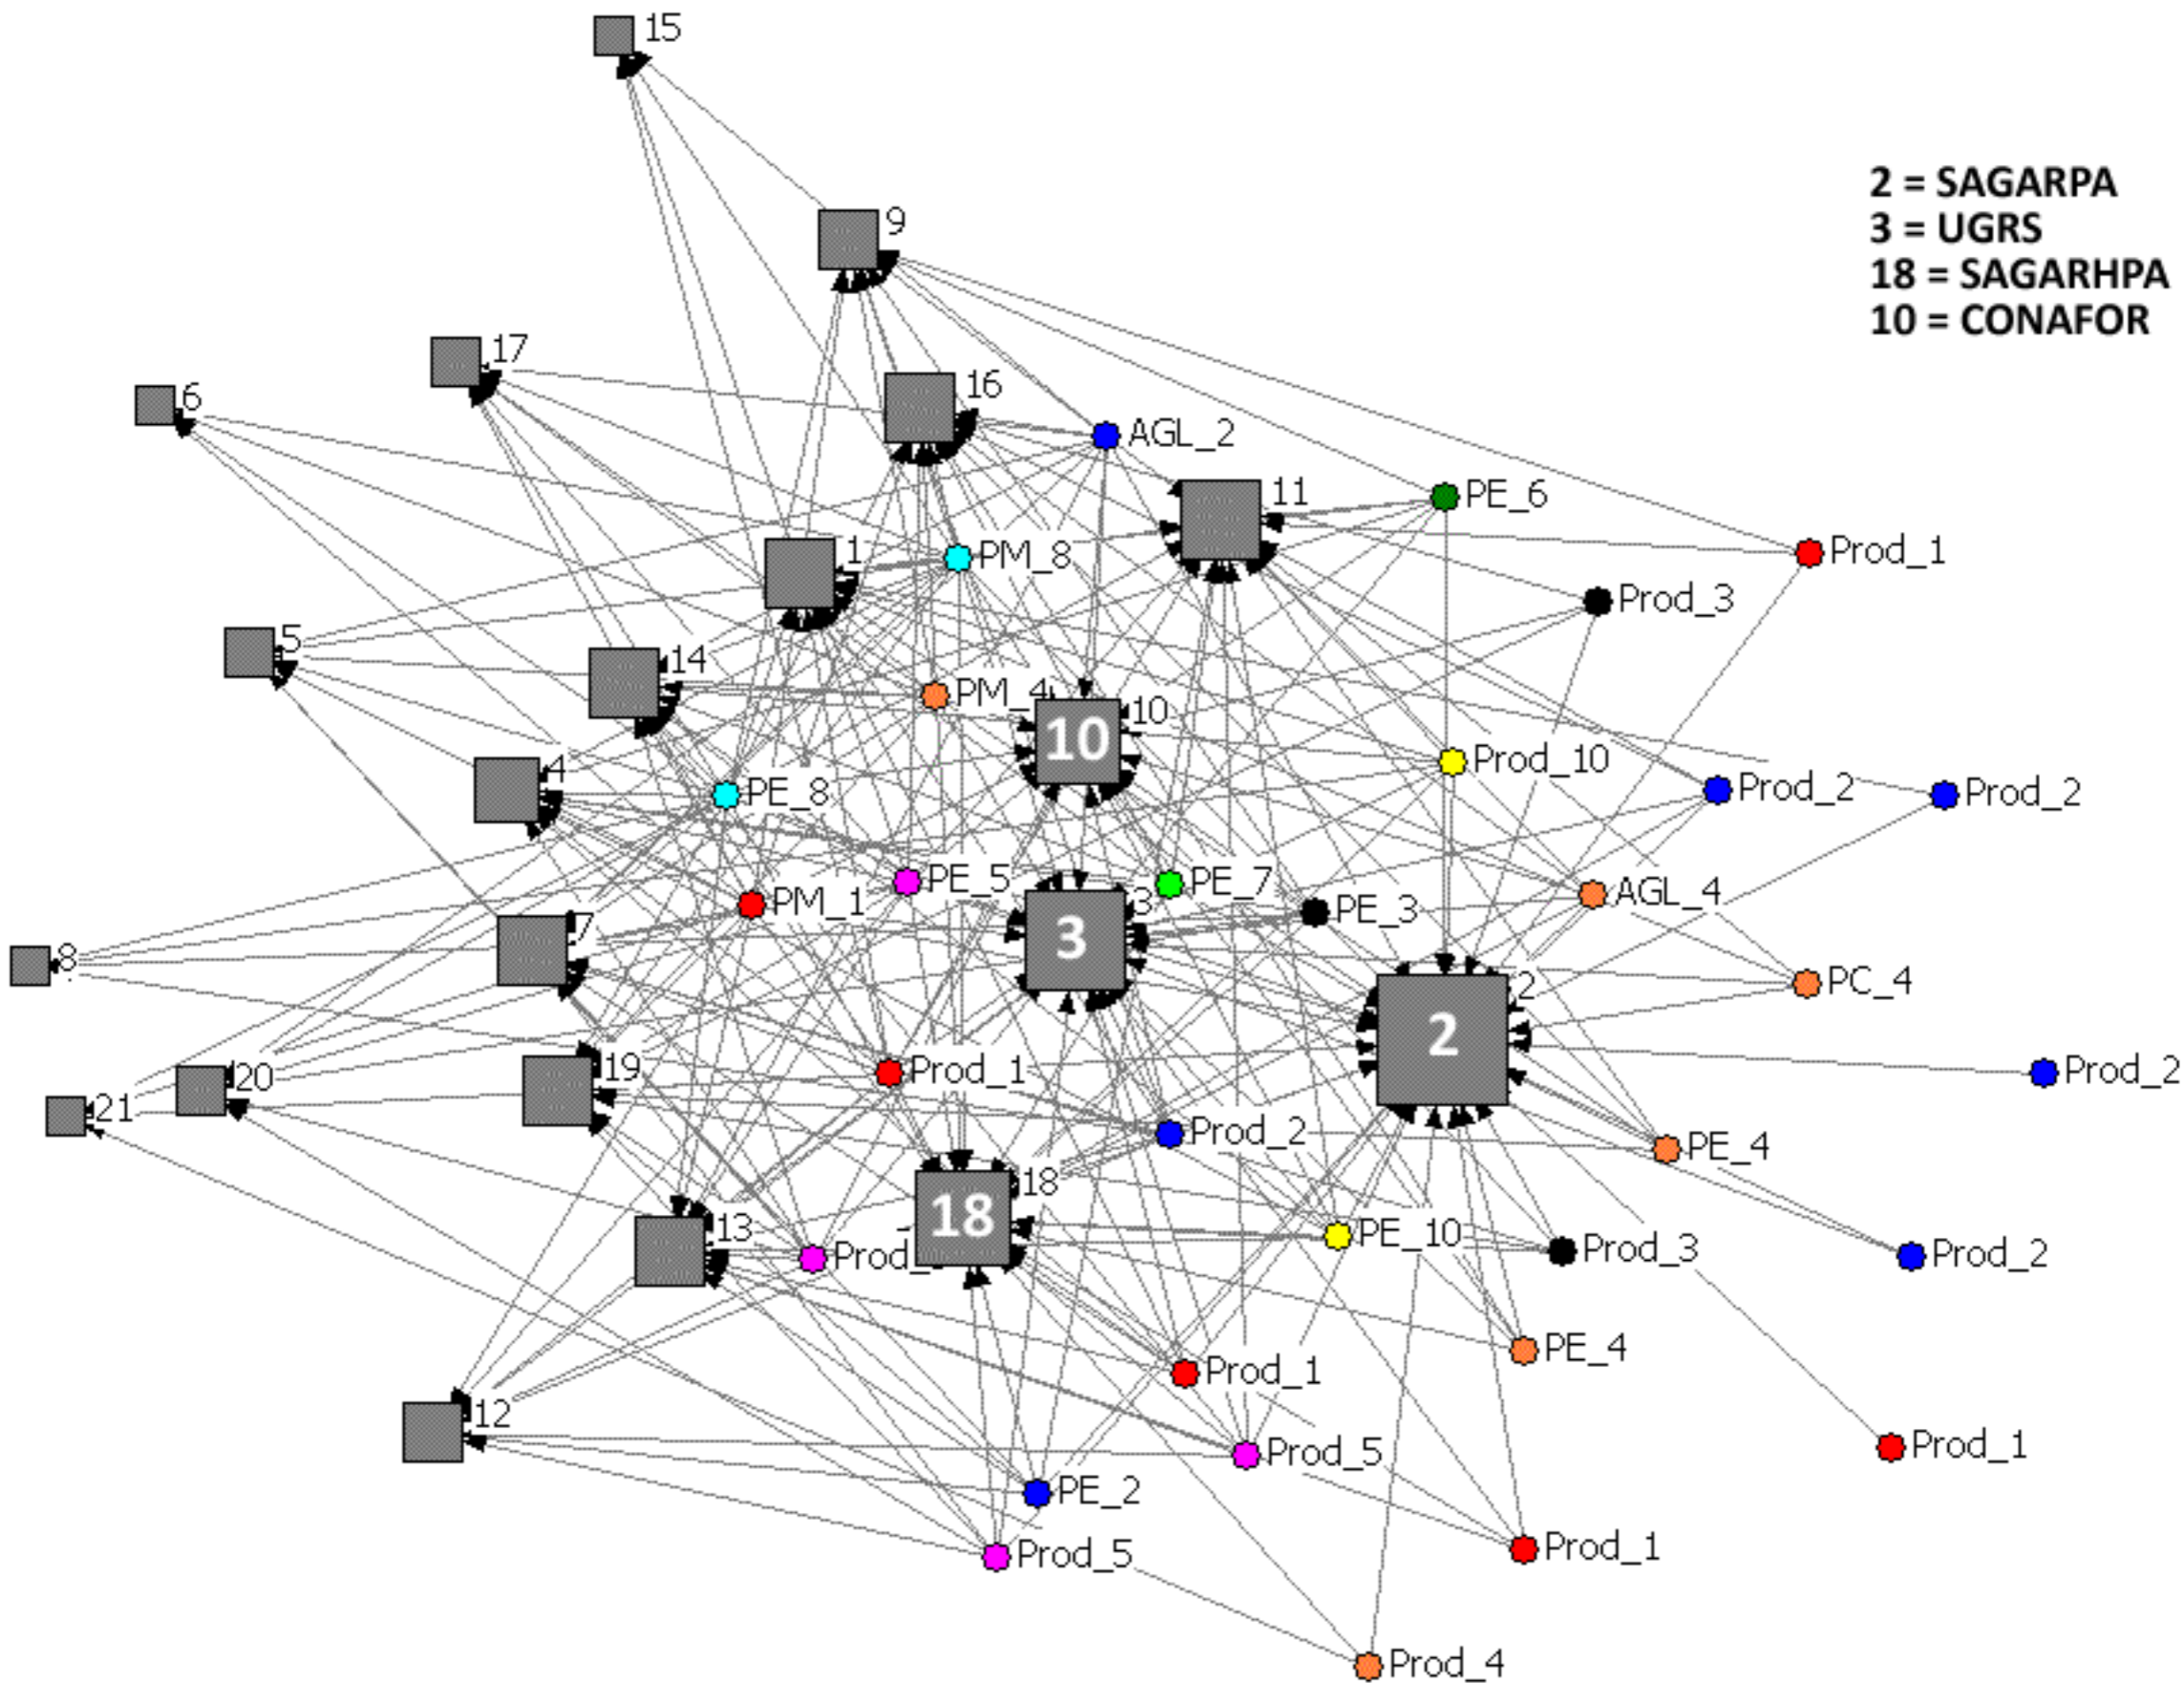 15
2 = SAGARPA
3 = UGRS
18 = SAGARHPA
10 = CONAFOR
9
17
16
6
AGL_2
11
PE_6
1
PM_8
Prod_1
Prod_3
5
14
PM_4
10
10
Prod_10
4
PE_8
Prod_2
Prod_2
PE_5
PE_7
AGL_4
PM_1
3
PE_3
3
7
8
2
PC_4
2
19
Prod_1
Prod_2
20
21
Prod_2
PE_4
18
18
13
Prod_
PE_10
Prod_3
Prod_2
PE_4
Prod_1
12
Prod_5
Prod_1
PE_2
Prod_5
Prod_1
Prod_4